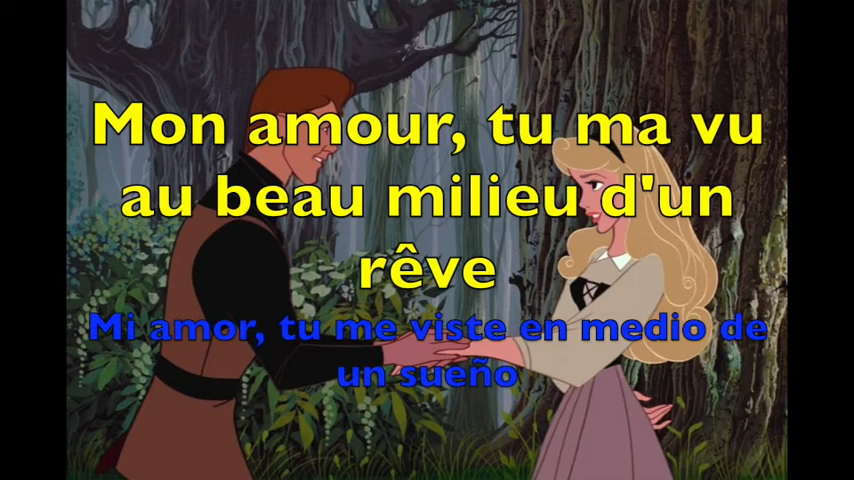 Mon amour, tu ma vu
au beau milieu d'un
rêve
Mi amor, tu me viste en medio de
un sueño